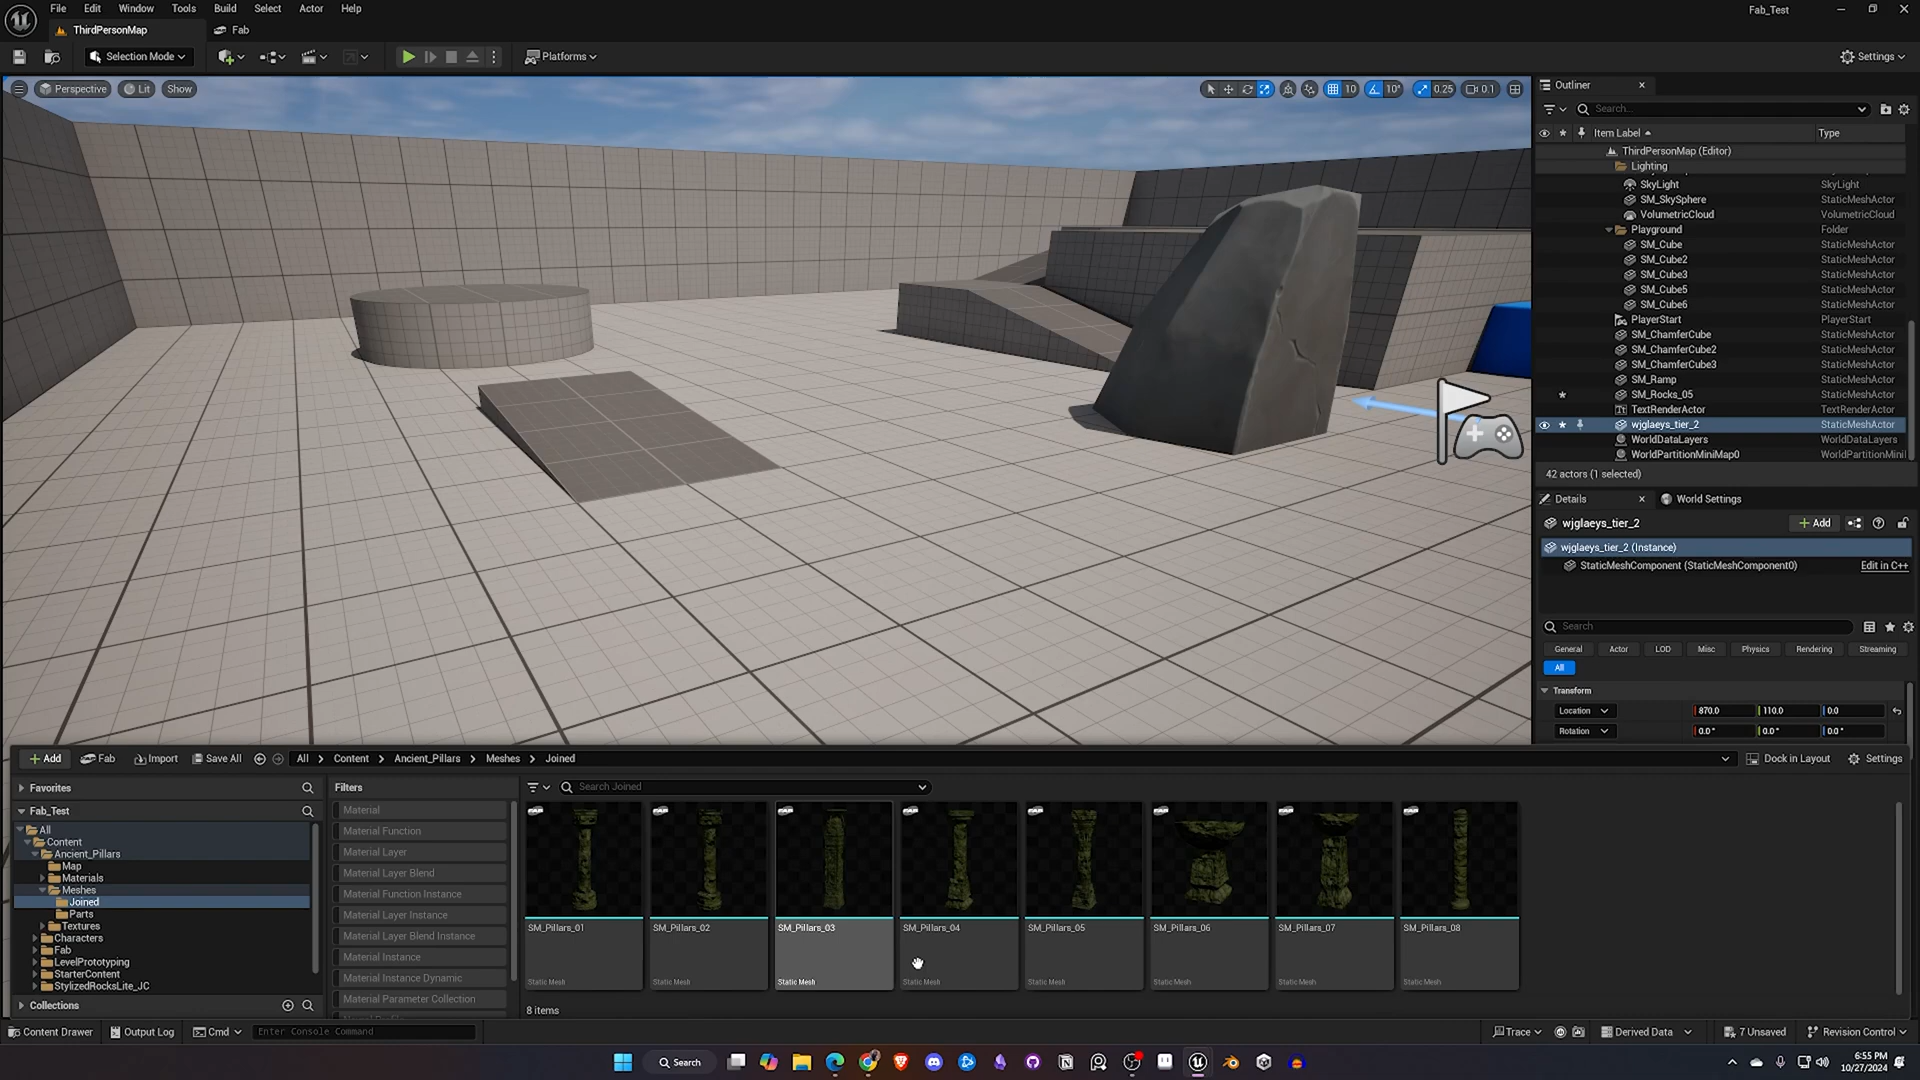 File Edit Window Tools Build Select Actor Help
Fab_Test
ThirdPersonMap
Fab
Selection Mode
Platforms
Settings
Perspective
Lit
Show
10
10°
0.25
0.1
Outliner
Search...
Item Label
Type
ThirdPersonMap (Editor)
Lighting
SkyLight SkyLight
SM_SkySphere StaticMeshActor
VolumetricCloud VolumetricCloud
Playground Folder
SM_Cube StaticMeshActor
SM_Cube2 StaticMeshActor
SM_Cube3 StaticMeshActor
SM_Cube5 StaticMeshActor
SM_Cube6 StaticMeshActor
PlayerStart PlayerStart
SM_ChamferCube StaticMeshActor
SM_ChamferCube2 StaticMeshActor
SM_ChamferCube3 StaticMeshActor
SM_Ramp StaticMeshActor
SM_Rocks_05 StaticMeshActor
TextRenderActor TextRenderActor
wjglaeys_tier_2 StaticMeshActor
WorldDataLayers WorldDataLayers
WorldPartitionMiniMap0 WorldPartitionMini
42 actors (1 selected)
Details
World Settings
wjglaeys_tier_2
Add
wjglaeys_tier_2 (Instance)
StaticMeshComponent (StaticMeshComponent0)
Edit in C++
Search
General Actor LOD Misc Physics Rendering Streaming
All
Transform
Location 870.0 110.0 0.0
Rotation 0.0° 0.0° 0.0°
Add
Fab
Import
Save All
All > Content > Ancient_Pillars > Meshes > Joined
Dock in Layout
Settings
Favorites
Fab_Test
All
Content
Ancient_Pillars
Map
Materials
Meshes
Joined
Parts
Textures
Characters
Fab
LevelPrototyping
StarterContent
StylizedRocksLite_JC
Collections
Filters
Material
Material Function
Material Layer
Material Layer Blend
Material Function Instance
Material Layer Instance
Material Layer Blend Instance
Material Instance
Material Instance Dynamic
Material Parameter Collection
Search Joined
FAB FAB FAB FAB FAB FAB FAB FAB
SM_Pillars_01 SM_Pillars_02 SM_Pillars_03 SM_Pillars_04 SM_Pillars_05 SM_Pillars_06 SM_Pillars_07 SM_Pillars_08
Static Mesh Static Mesh Static Mesh Static Mesh Static Mesh Static Mesh Static Mesh Static Mesh
8 items
Content Drawer
Output Log
Cmd
Enter Console Command
Trace
Derived Data
7 Unsaved
Revision Control
Search
6:55 PM
10/27/2024